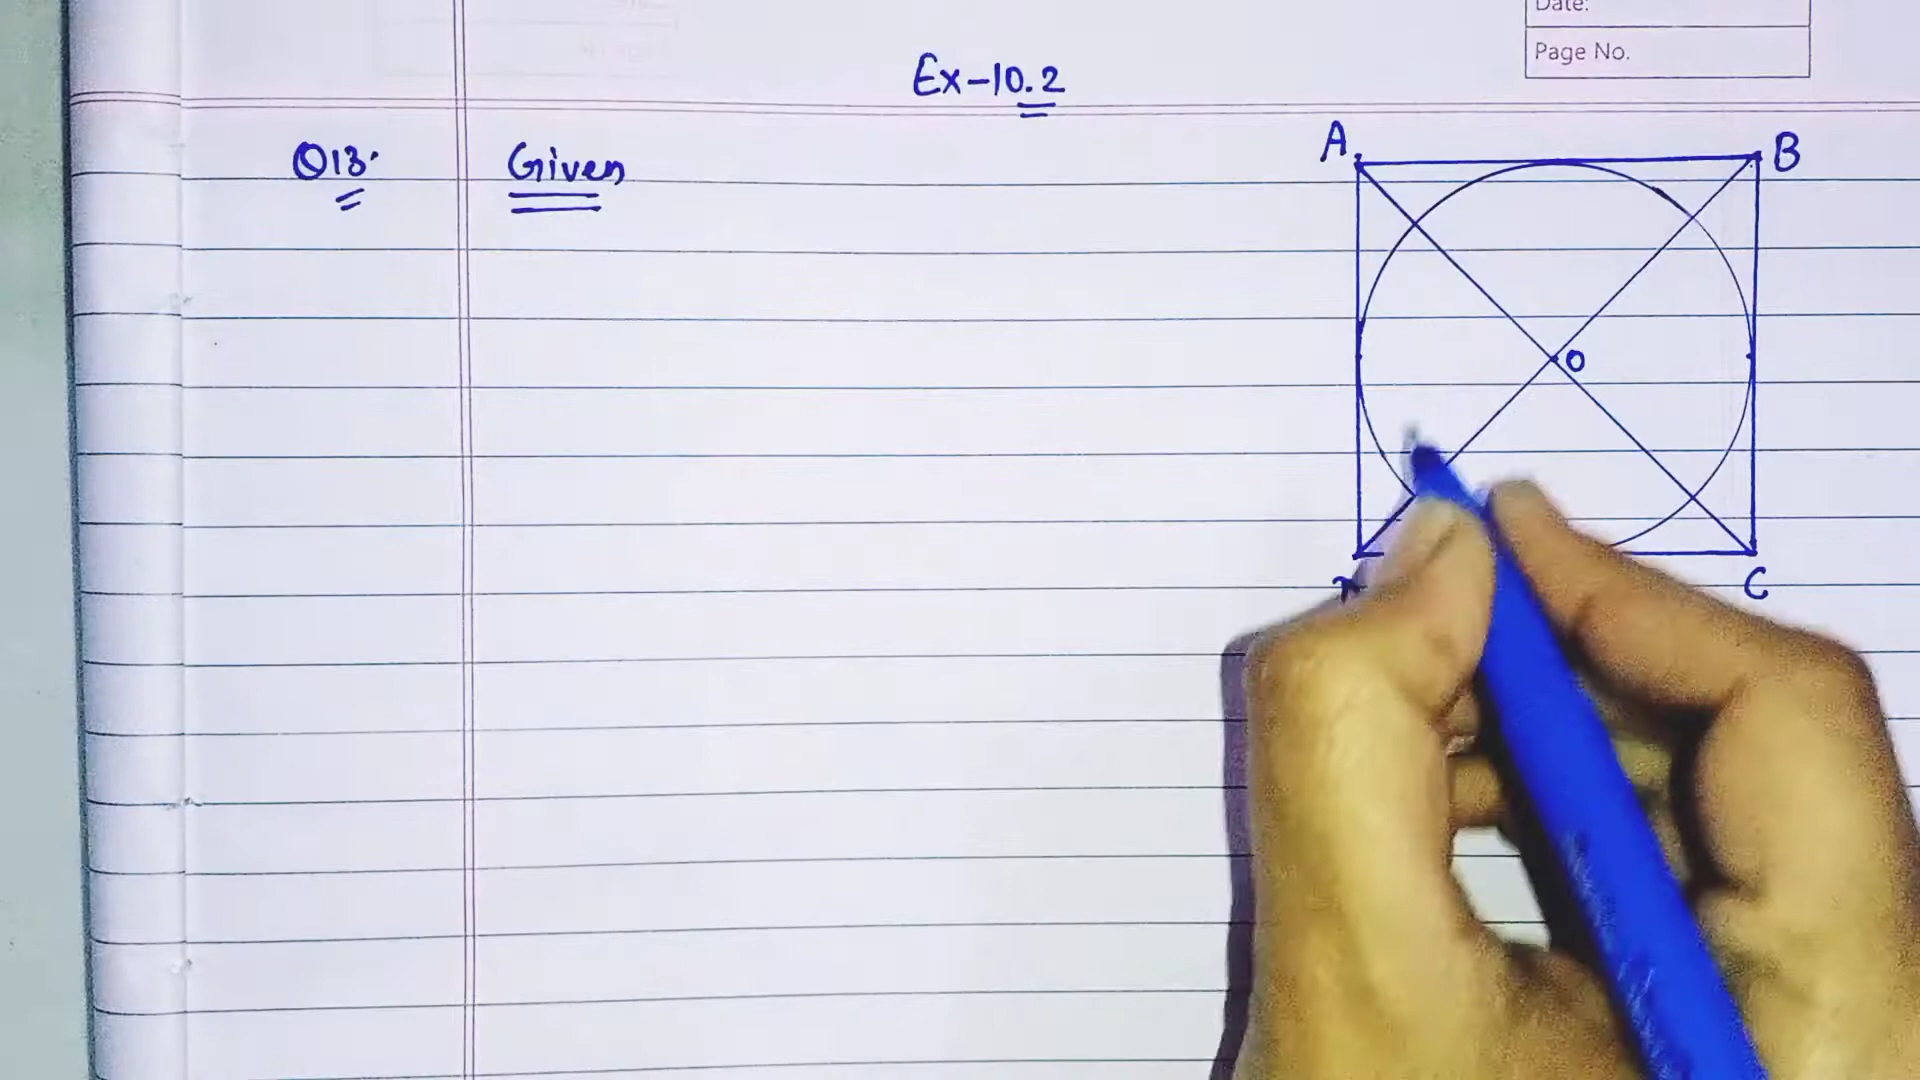 Date:
Page No.
Ex-10.2
Q13.
Given
A
B
O
C